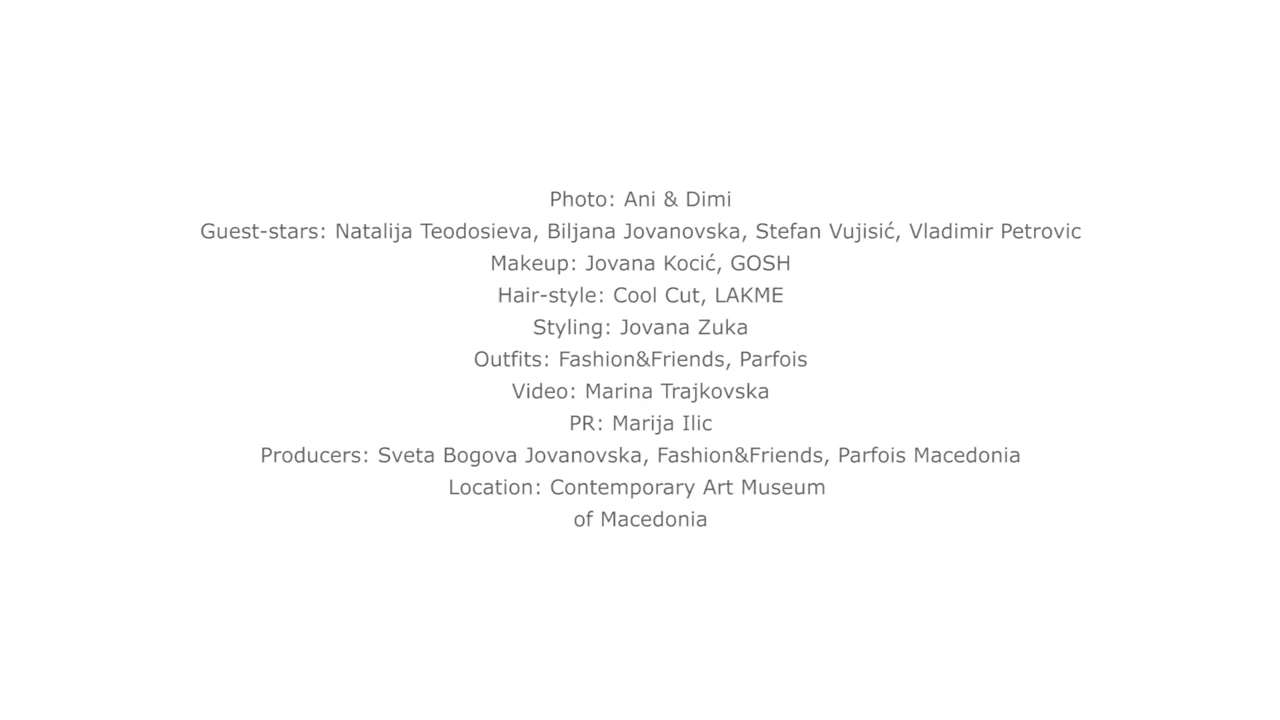 Photo: Ani & Dimi
Guest-stars: Natalija Teodosieva, Biljana Jovanovska, Stefan Vujisić, Vladimir Petrovic
Makeup: Jovana Kocić, GOSH
Hair-style: Cool Cut, LAKME
Styling: Jovana Zuka
Outfits: Fashion&Friends, Parfois
Video: Marina Trajkovska
PR: Marija Ilic
Producers: Sveta Bogova Jovanovska, Fashion&Friends, Parfois Macedonia
Location: Contemporary Art Museum
of Macedonia